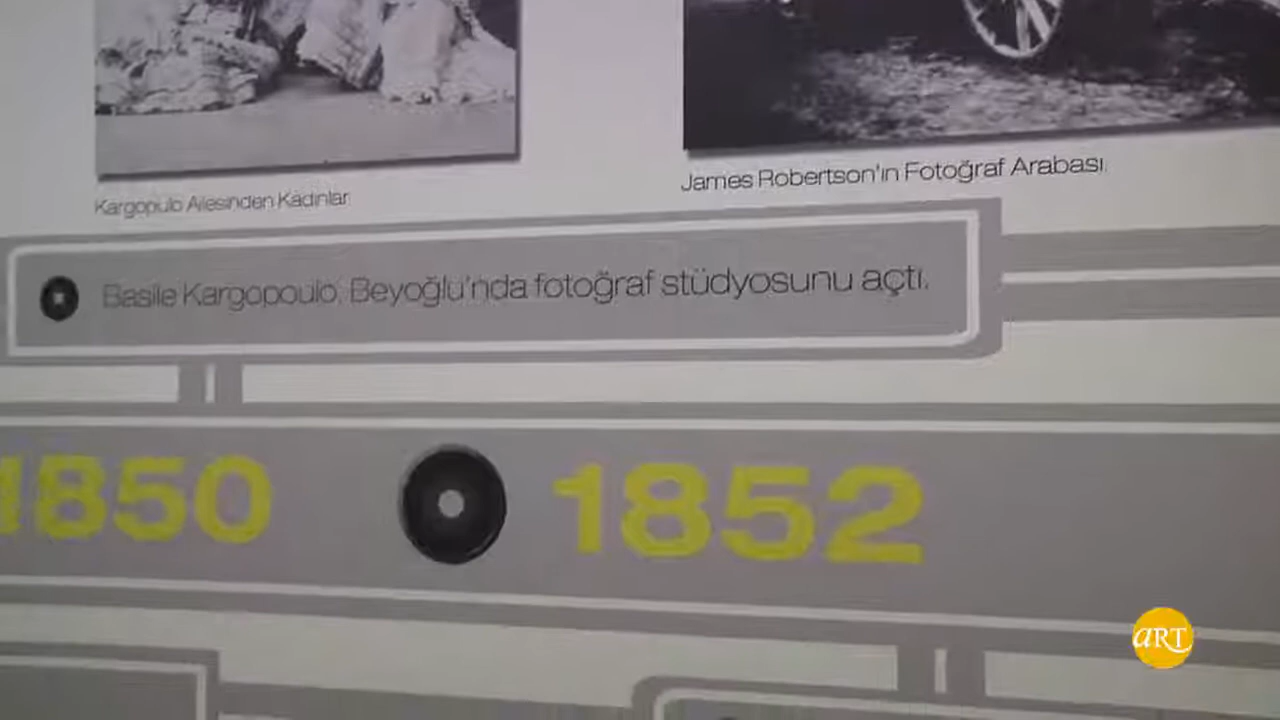 Kargopulo Ailesinden Kadınlar
James Robertson'ın Fotoğraf Arabası
Basile Kargopoulo, Beyoğlu'nda fotoğraf stüdyosunu açtı.
1850
1852
aRT